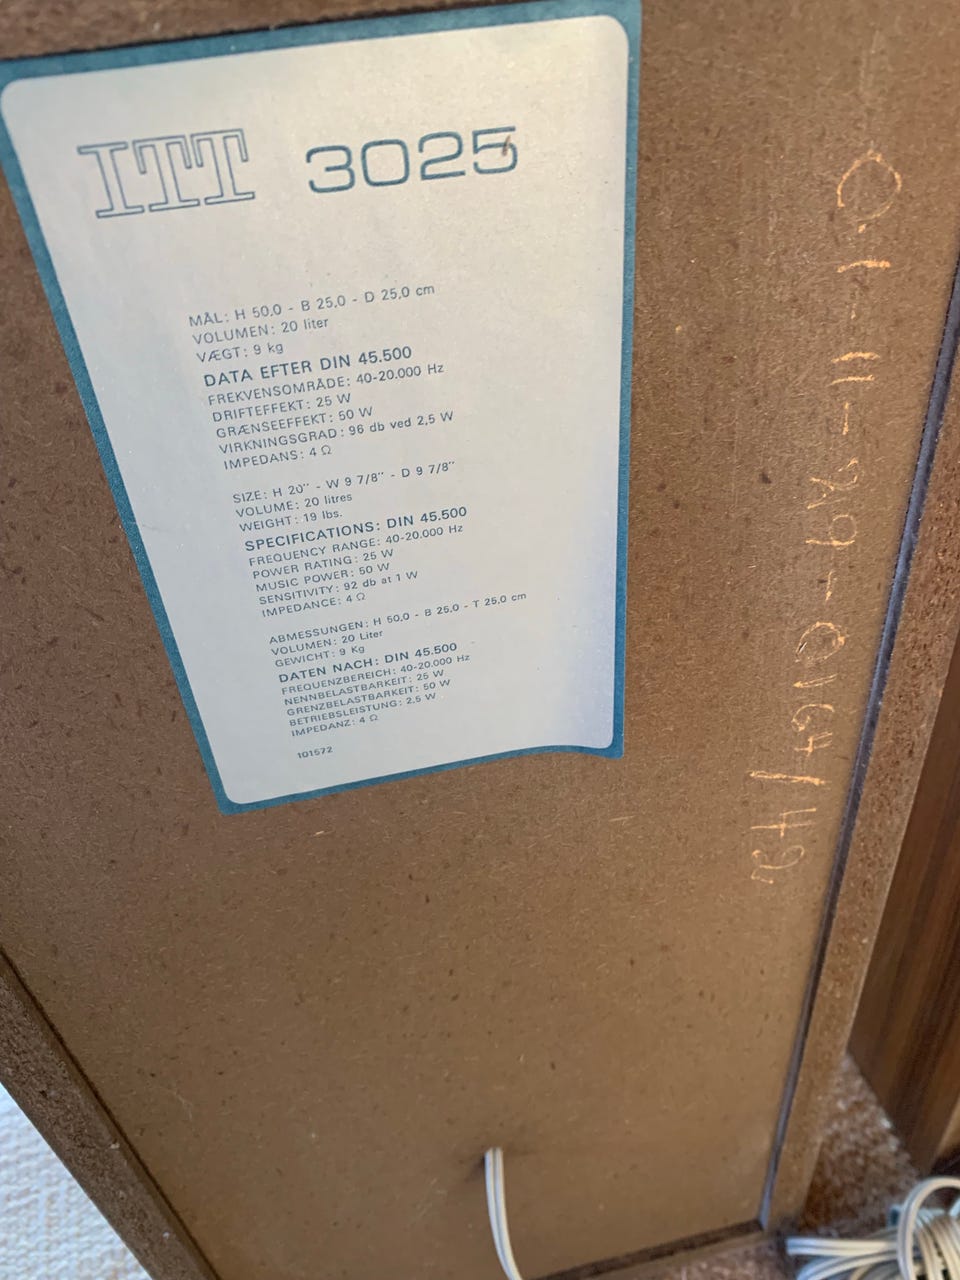 ITT 3025
MÅL: H 50,0 - B 25,0 - D 25,0 cm
VOLUMEN: 20 liter
VÆGT: 9 kg
DATA EFTER DIN 45.500
FREKVENSOMRÅDE: 40-20.000 Hz
DRIFTEFFEKT: 25 W
GRÆNSEEFFEKT: 50 W
VIRKNINGSGRAD: 96 db ved 2,5 W
IMPEDANS: 4 Ω
SIZE: H 20" - W 9 7/8" - D 9 7/8"
VOLUME: 20 litres
WEIGHT: 19 lbs.
SPECIFICATIONS: DIN 45.500
FREQUENCY RANGE: 40-20.000 Hz
POWER RATING: 25 W
MUSIC POWER: 50 W
SENSITIVITY: 92 db at 1 W
IMPEDANCE: 4 Ω
ABMESSUNGEN: H 50,0 - B 25,0 - T 25,0 cm
VOLUMEN: 20 Liter
GEWICHT: 9 Kg
DATEN NACH: DIN 45.500
FREQUENZBEREICH: 40-20.000 Hz
NENNBELASTBARKEIT: 25 W
GRENZBELASTBARKEIT: 50 W
BETRIEBSLEISTUNG: 2,5 W
IMPEDANZ: 4 Ω
101572